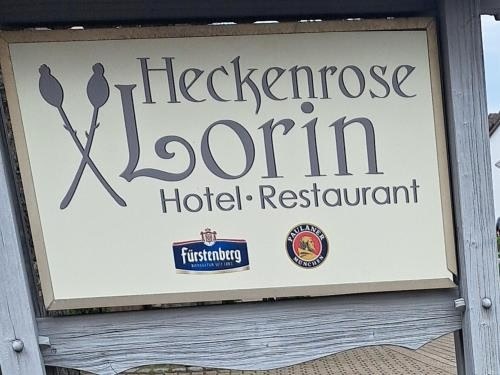 Heckenrose
Lorin
Hotel · Restaurant
Fürstenberg
PAULANER
MÜNCHEN